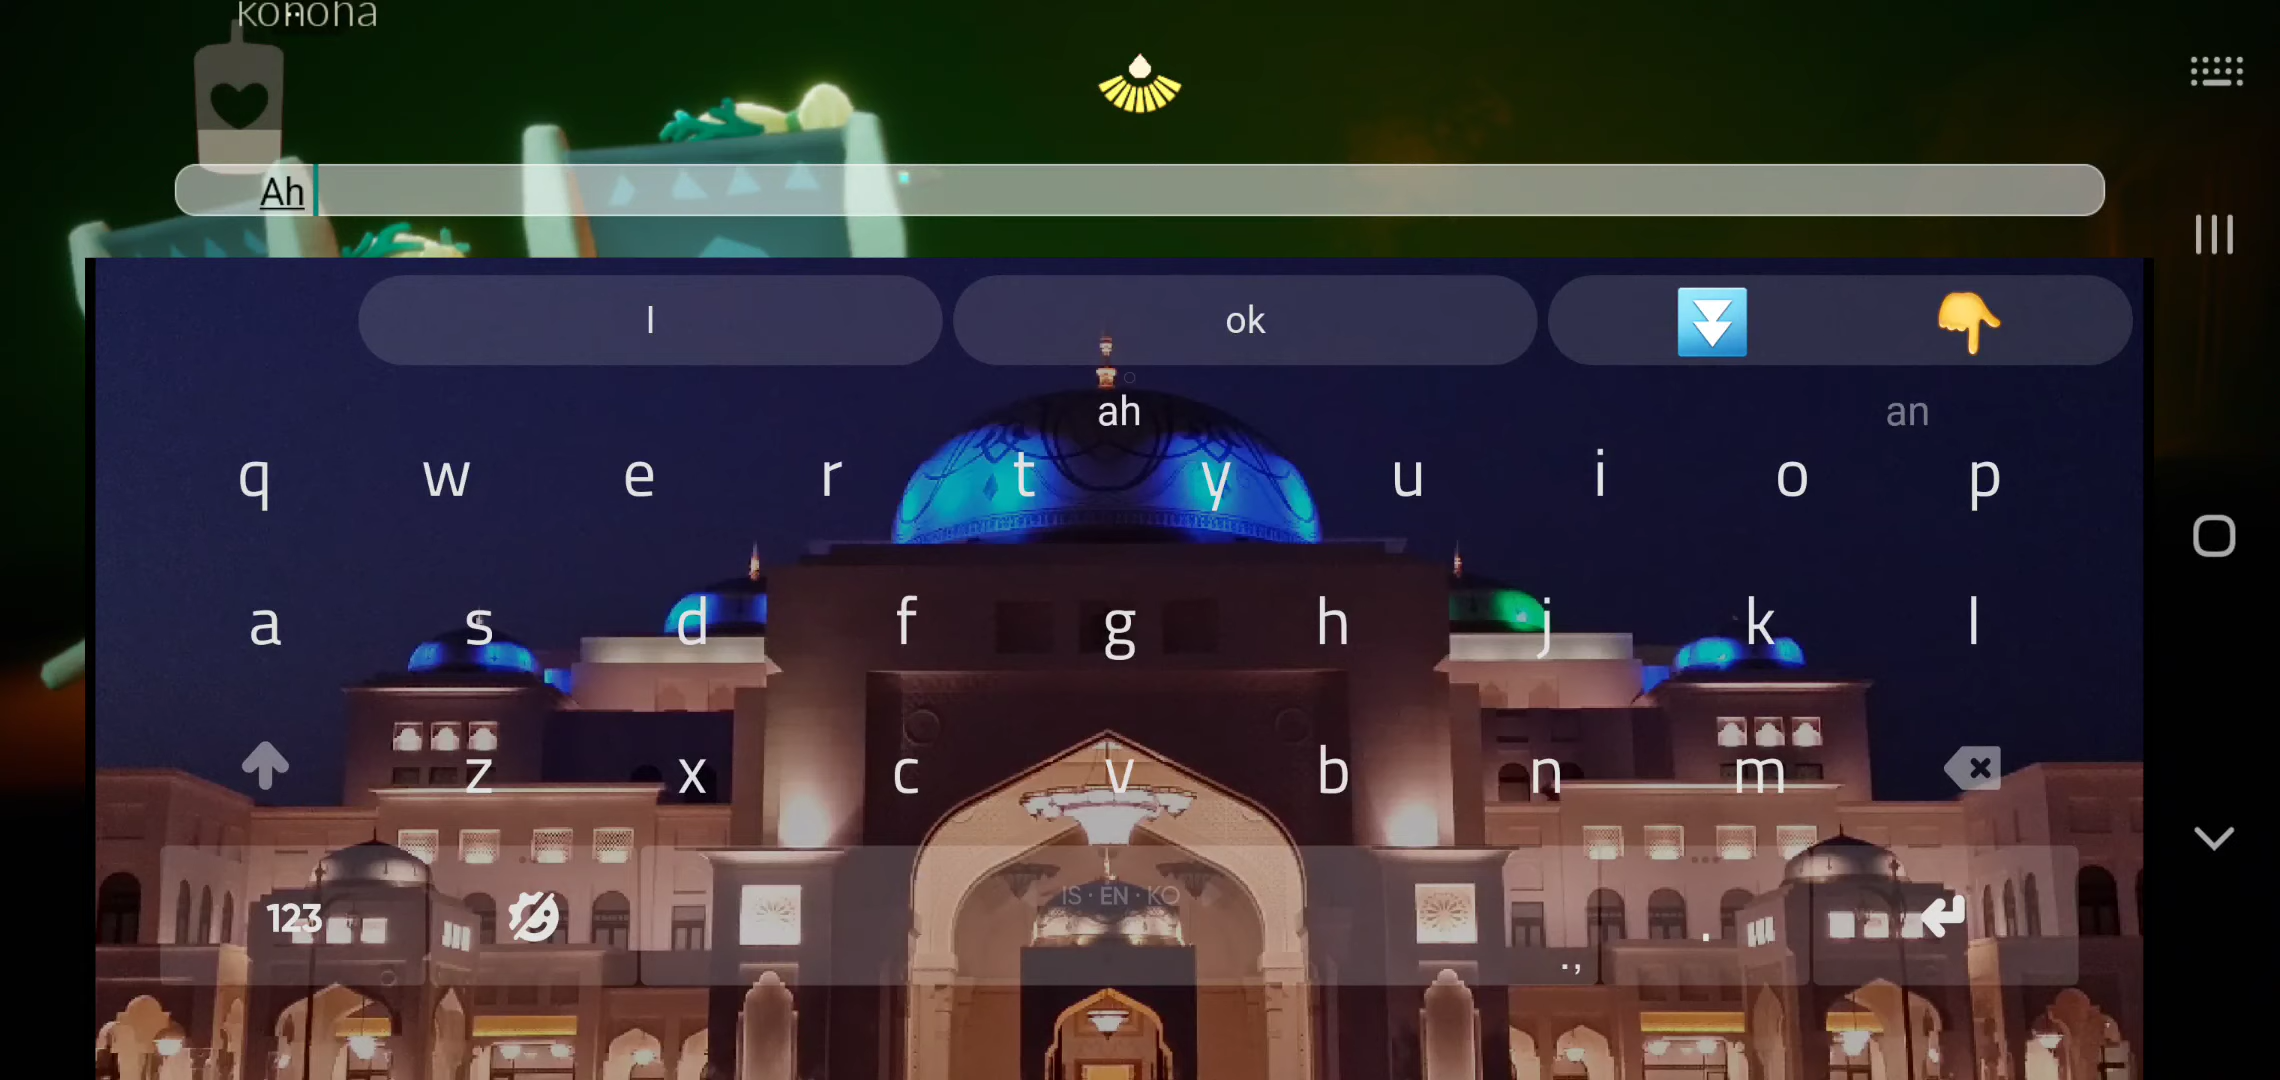 konoha
Ah
I
ok
ah
an
q w e r t y u i o p
a s d f g h j k l
z x c v b n m
123
IS · EN · KO
.,
.